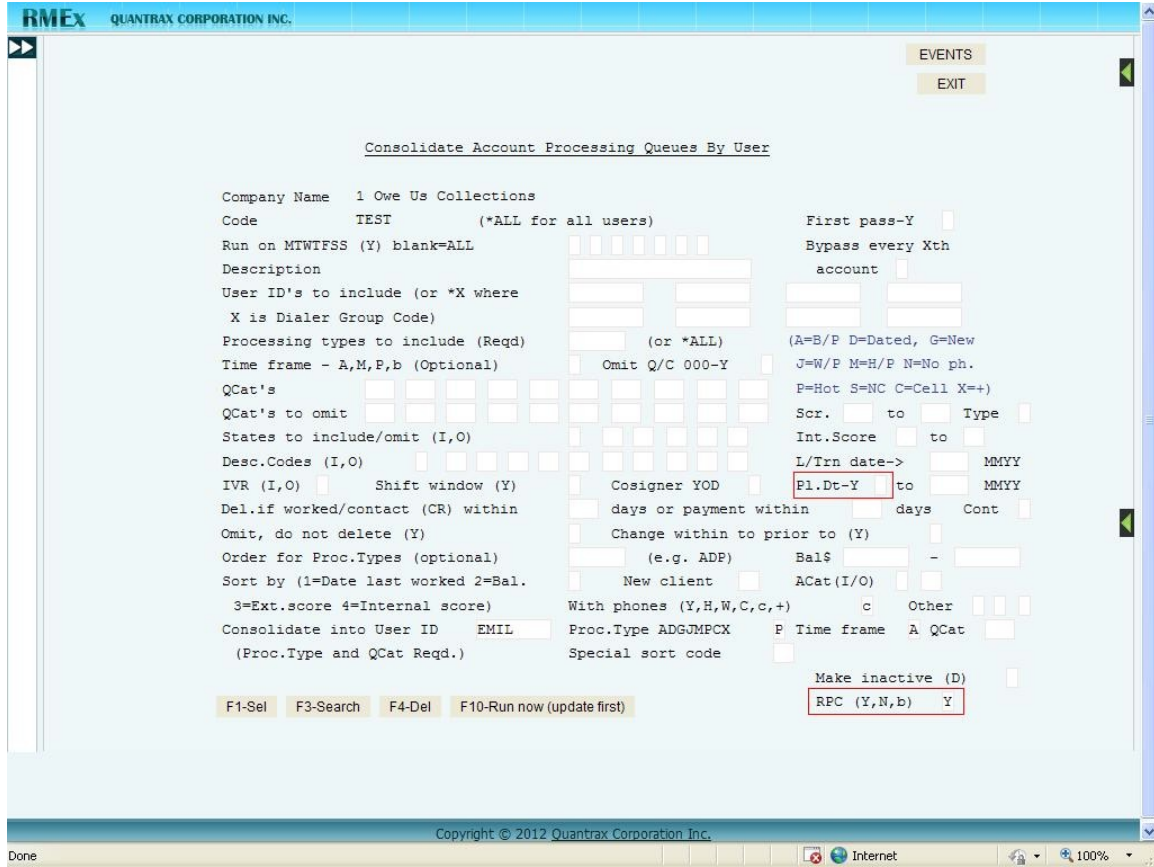 RMEx QUANTRAX CORPORATION INC.
EVENTS
EXIT
Consolidate Account Processing Queues By User
Company Name 1 Owe Us Collections
Code TEST (*ALL for all users) First pass-Y
Run on MTWTFSS (Y) blank=ALL Bypass every Xth
Description account
User ID's to include (or *X where
X is Dialer Group Code)
Processing types to include (Reqd) (or *ALL) (A=B/P D=Dated, G=New
Time frame - A,M,P,b (Optional) Omit Q/C 000-Y J=W/P M=H/P N=No ph.
QCat's P=Hot S=NC C=Cell X=+)
QCat's to omit Scr. to Type
States to include/omit (I,O) Int.Score to
Desc.Codes (I,O) L/Trn date-> MMYY
IVR (I,O) Shift window (Y) Cosigner YOD Pl.Dt-Y to MMYY
Del.if worked/contact (CR) within days or payment within days Cont
Omit, do not delete (Y) Change within to prior to (Y)
Order for Proc.Types (optional) (e.g. ADP) Bal$ -
Sort by (1=Date last worked 2=Bal. New client ACat(I/O)
3=Ext.score 4=Internal score) With phones (Y,H,W,C,c,+) c Other
Consolidate into User ID EMIL Proc.Type ADGJMPCX P Time frame A QCat
(Proc.Type and QCat Reqd.) Special sort code
Make inactive (D)
RPC (Y,N,b) Y
F1-Sel F3-Search F4-Del F10-Run now (update first)
Copyright © 2012 Quantrax Corporation Inc.
Done Internet 100%